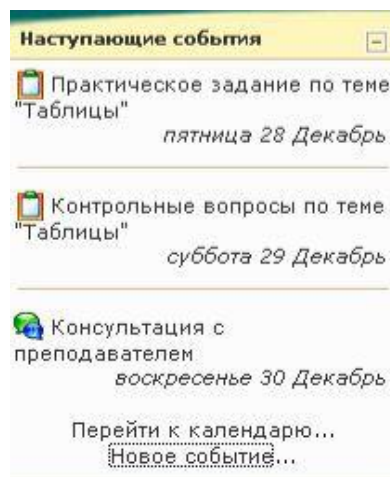 Наступающие события
Практическое задание по теме
"Таблицы"
пятница 28 Декабрь
Контрольные вопросы по теме
"Таблицы"
суббота 29 Декабрь
Консультация с
преподавателем
воскресенье 30 Декабрь
Перейти к календарю...
Новое событие...